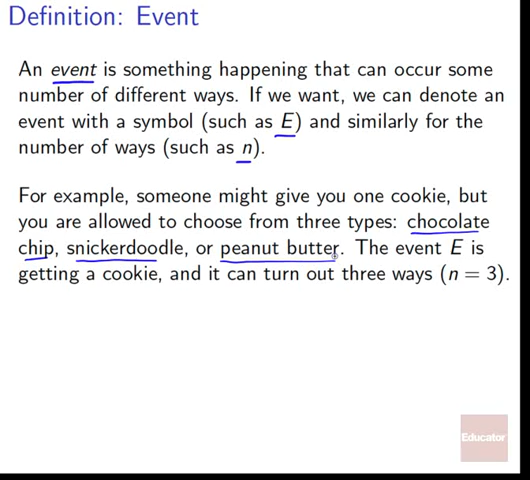 Definition: Event
An event is something happening that can occur some
number of different ways. If we want, we can denote an
event with a symbol (such as E) and similarly for the
number of ways (such as n).
For example, someone might give you one cookie, but
you are allowed to choose from three types: chocolate
chip, snickerdoodle, or peanut butter. The event E is
getting a cookie, and it can turn out three ways (n = 3).
Educator